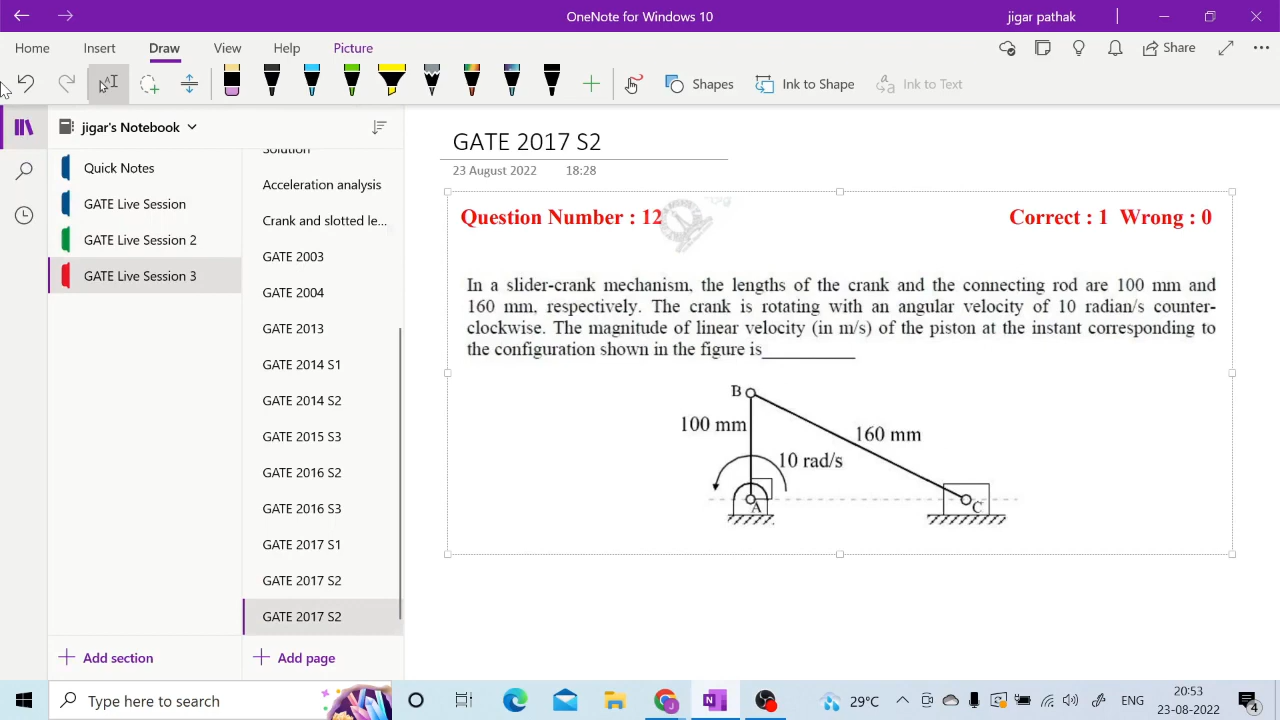 OneNote for Windows 10
jigar pathak
Home Insert Draw View Help Picture
Share
Shapes Ink to Shape Ink to Text
jigar's Notebook
Quick Notes
GATE Live Session
GATE Live Session 2
GATE Live Session 3
Add section
Solution
Acceleration analysis
Crank and slotted le...
GATE 2003
GATE 2004
GATE 2013
GATE 2014 S1
GATE 2014 S2
GATE 2015 S3
GATE 2016 S2
GATE 2016 S3
GATE 2017 S1
GATE 2017 S2
GATE 2017 S2
Add page
GATE 2017 S2
23 August 2022 18:28
Question Number : 12 Correct : 1 Wrong : 0
In a slider-crank mechanism, the lengths of the crank and the connecting rod are 100 mm and
160 mm, respectively. The crank is rotating with an angular velocity of 10 radian/s counter-
clockwise. The magnitude of linear velocity (in m/s) of the piston at the instant corresponding to
the configuration shown in the figure is__________
B
100 mm
160 mm
10 rad/s
A
C
Type here to search
29°C
ENG
20:53
23-08-2022
4